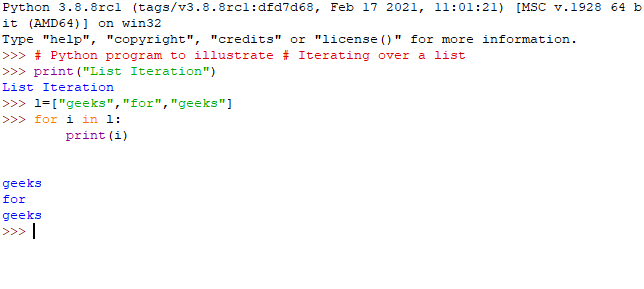 Python 3.8.8rc1 (tags/v3.8.8rc1:dfd7d68, Feb 17 2021, 11:01:21) [MSC v.1928 64 b
it (AMD64)] on win32
Type "help", "copyright", "credits" or "license()" for more information.
>>> # Python program to illustrate # Iterating over a list
>>> print("List Iteration")
List Iteration
>>> l=["geeks","for","geeks"]
>>> for i in l:
        print(i)
geeks
for
geeks
>>>